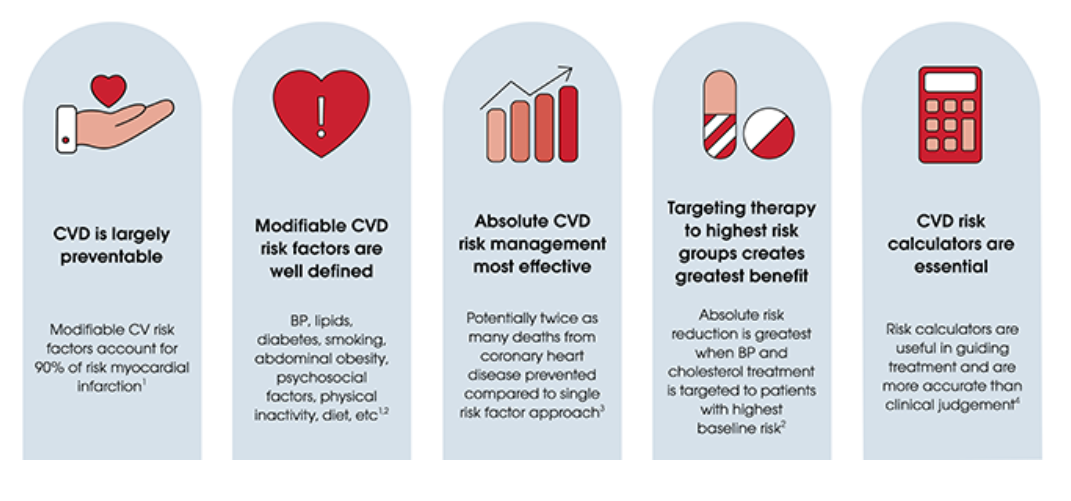 CVD is largely
preventable
Modifiable CV risk
factors account for
90% of risk myocardial
infarction¹
Modifiable CVD
risk factors are
well defined
BP, lipids,
diabetes, smoking,
abdominal obesity,
psychosocial
factors, physical
inactivity, diet, etc¹,²
Absolute CVD
risk management
most effective
Potentially twice as
many deaths from
coronary heart
disease prevented
compared to single
risk factor approach³
Targeting therapy
to highest risk
groups creates
greatest benefit
Absolute risk
reduction is greatest
when BP and
cholesterol treatment
is targeted to patients
with highest
baseline risk²
CVD risk
calculators are
essential
Risk calculators are
useful in guiding
treatment and are
more accurate than
clinical judgement⁴